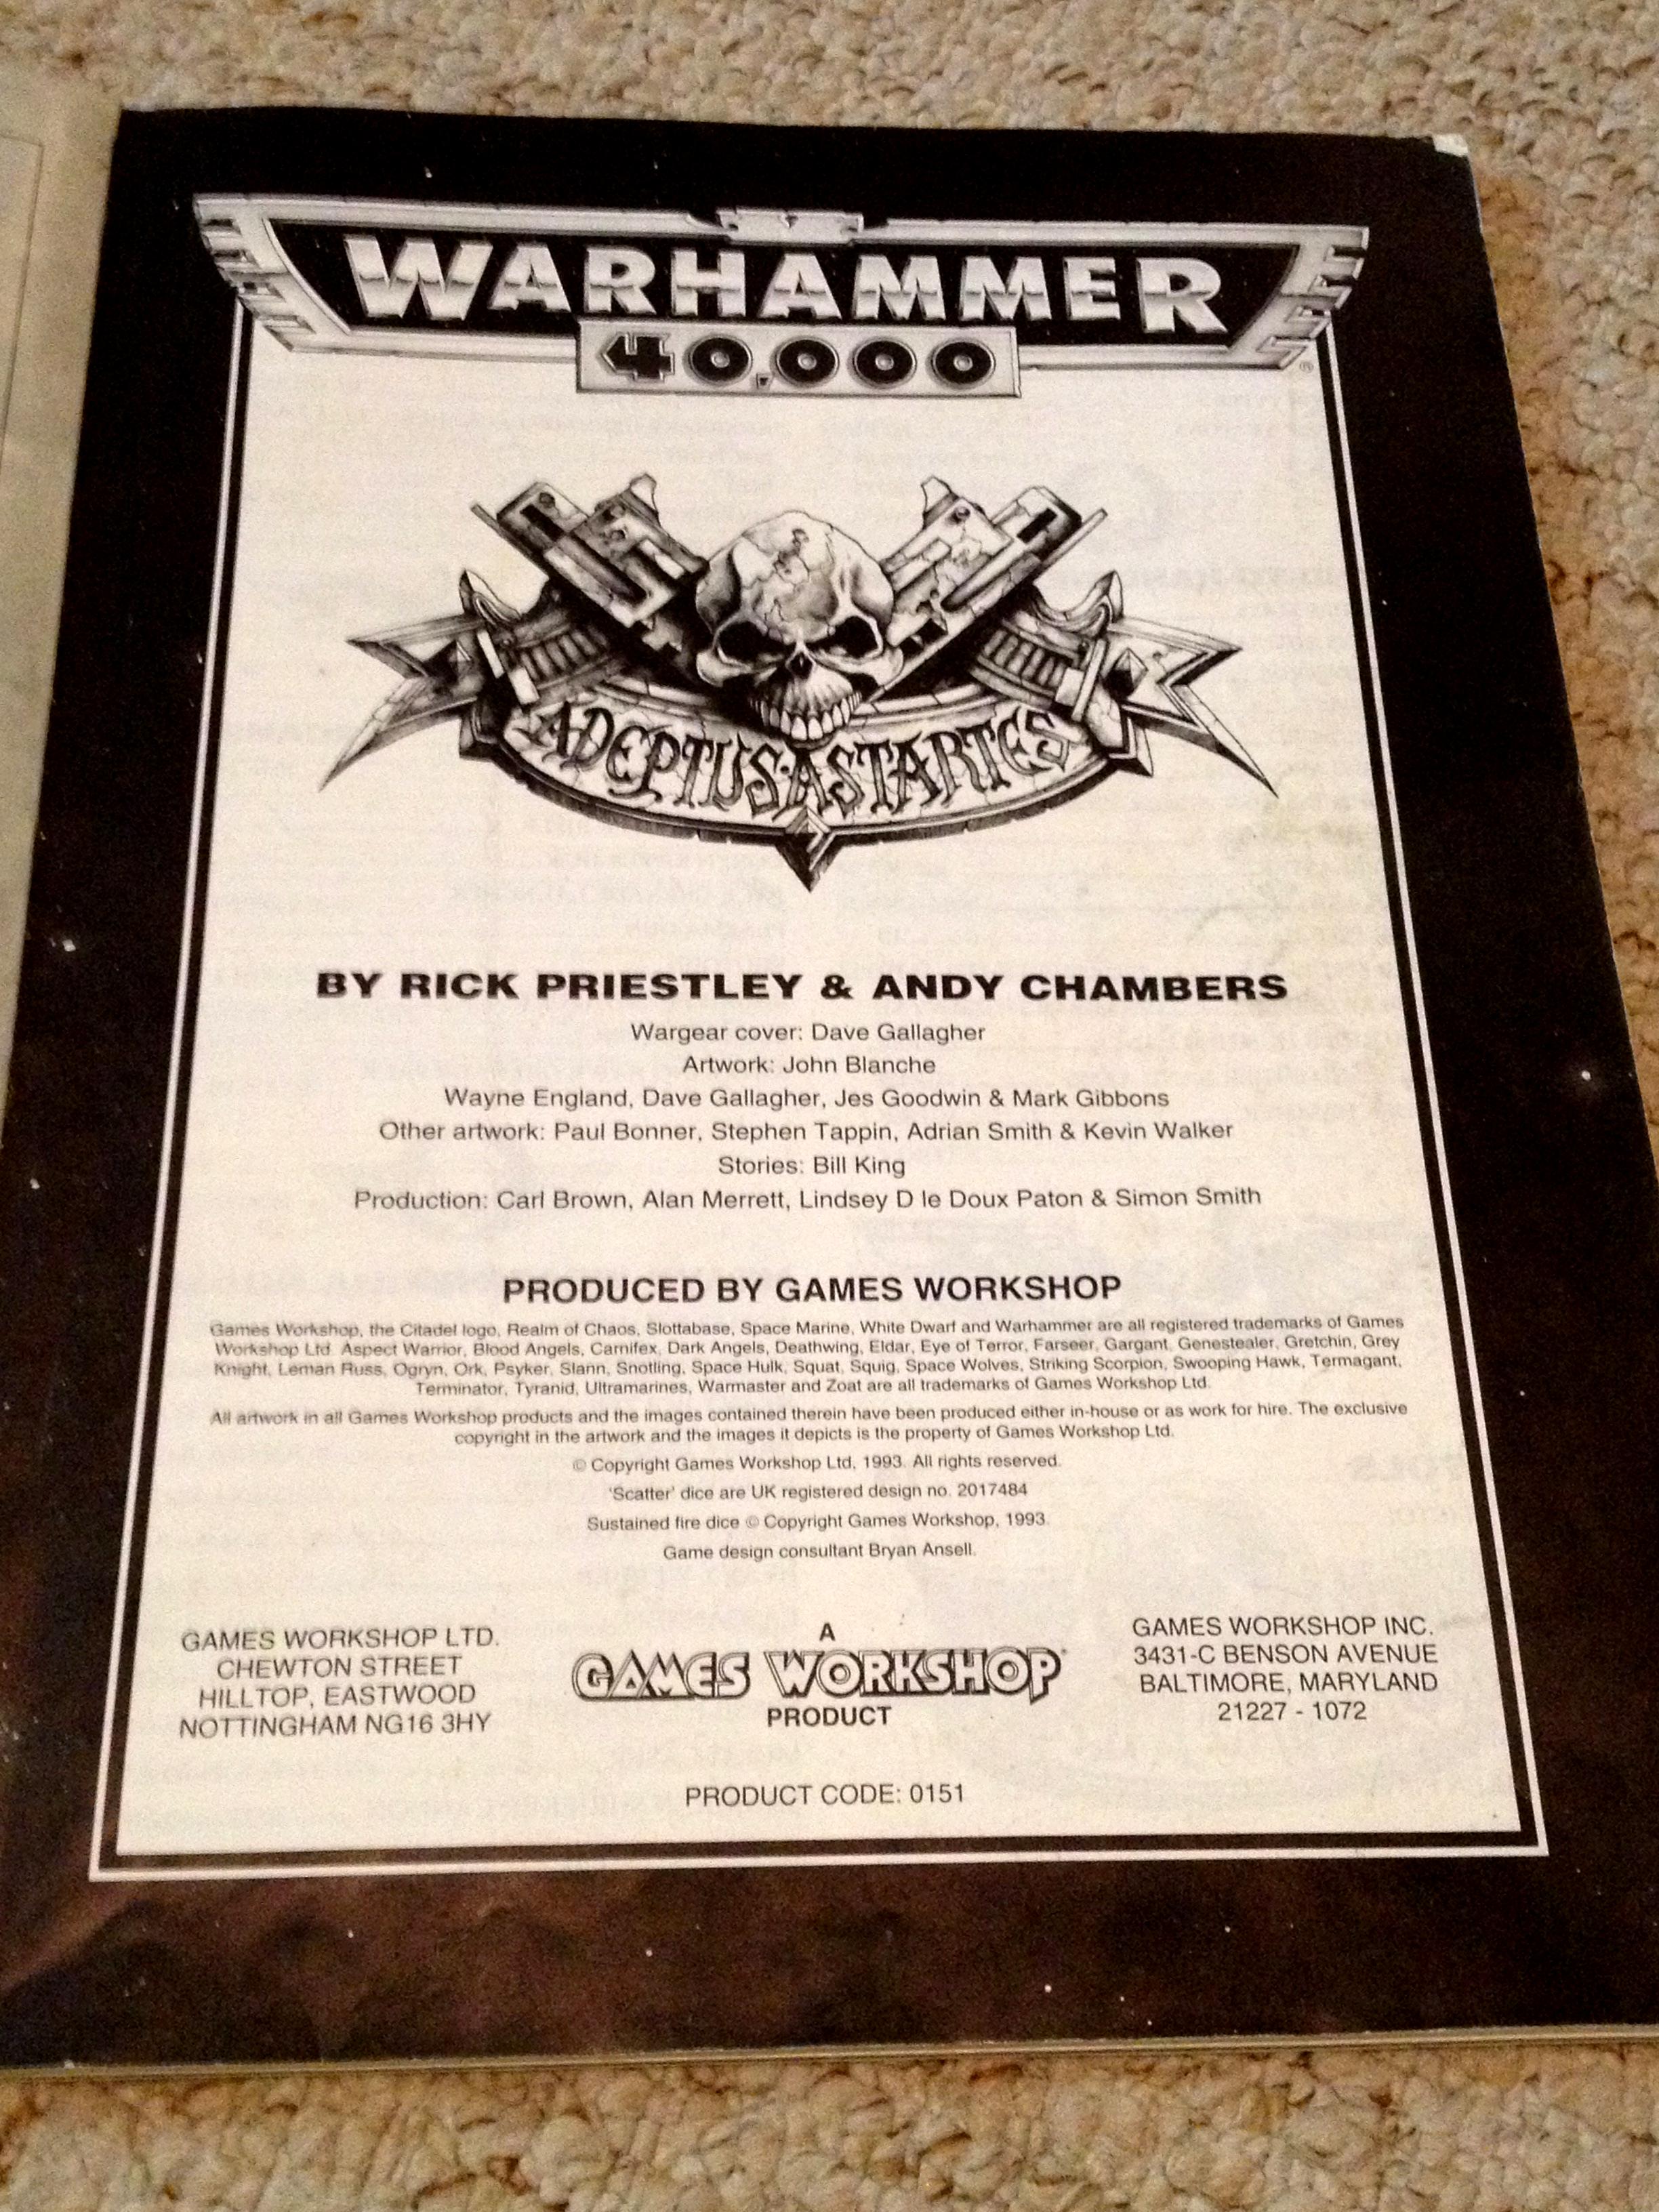 WARHAMMER
40,000
®
ADEPTUS·ASTARTES
BY RICK PRIESTLEY & ANDY CHAMBERS
Wargear cover: Dave Gallagher
Artwork: John Blanche
Wayne England, Dave Gallagher, Jes Goodwin & Mark Gibbons
Other artwork: Paul Bonner, Stephen Tappin, Adrian Smith & Kevin Walker
Stories: Bill King
Production: Carl Brown, Alan Merrett, Lindsey D le Doux Paton & Simon Smith
PRODUCED BY GAMES WORKSHOP
Games Workshop, the Citadel logo, Realm of Chaos, Slottabase, Space Marine, White Dwarf and Warhammer are all registered trademarks of Games
Workshop Ltd. Aspect Warrior, Blood Angels, Carnifex, Dark Angels, Deathwing, Eldar, Eye of Terror, Farseer, Gargant, Genestealer, Gretchin, Grey
Knight, Leman Russ, Ogryn, Ork, Psyker, Slann, Snotling, Space Hulk, Squat, Squig, Space Wolves, Striking Scorpion, Swooping Hawk, Termagant,
Terminator, Tyranid, Ultramarines, Warmaster and Zoat are all trademarks of Games Workshop Ltd.
All artwork in all Games Workshop products and the images contained therein have been produced either in-house or as work for hire. The exclusive
copyright in the artwork and the images it depicts is the property of Games Workshop Ltd.
© Copyright Games Workshop Ltd, 1993. All rights reserved.
'Scatter' dice are UK registered design no. 2017484
Sustained fire dice © Copyright Games Workshop, 1993.
Game design consultant Bryan Ansell.
GAMES WORKSHOP LTD.
CHEWTON STREET
HILLTOP, EASTWOOD
NOTTINGHAM NG16 3HY
A
GAMES WORKSHOP
PRODUCT
GAMES WORKSHOP INC.
3431-C BENSON AVENUE
BALTIMORE, MARYLAND
21227 - 1072
PRODUCT CODE: 0151